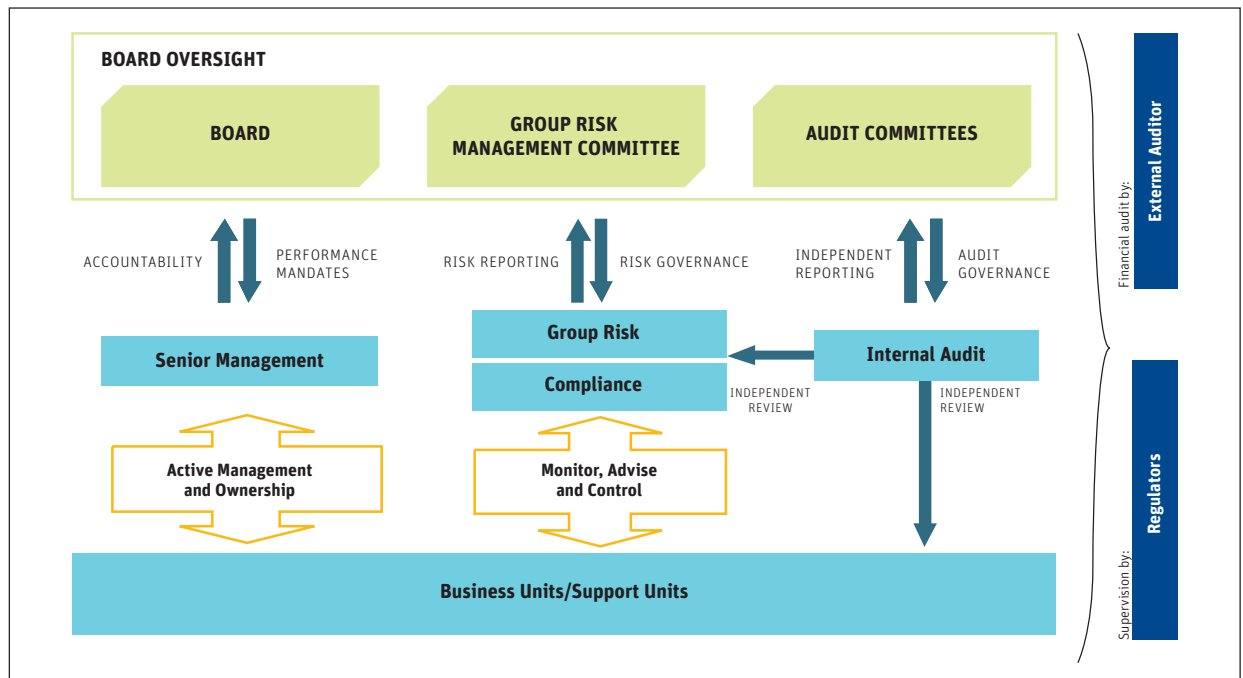 BOARD OVERSIGHT
BOARD
GROUP RISK
MANAGEMENT COMMITTEE
AUDIT COMMITTEES
ACCOUNTABILITY
PERFORMANCE
MANDATES
RISK REPORTING
RISK GOVERNANCE
INDEPENDENT
REPORTING
AUDIT
GOVERNANCE
Senior Management
Group Risk
Compliance
Internal Audit
INDEPENDENT
REVIEW
INDEPENDENT
REVIEW
Active Management
and Ownership
Monitor, Advise
and Control
Business Units/Support Units
Financial audit by:
External Auditor
Supervision by:
Regulators